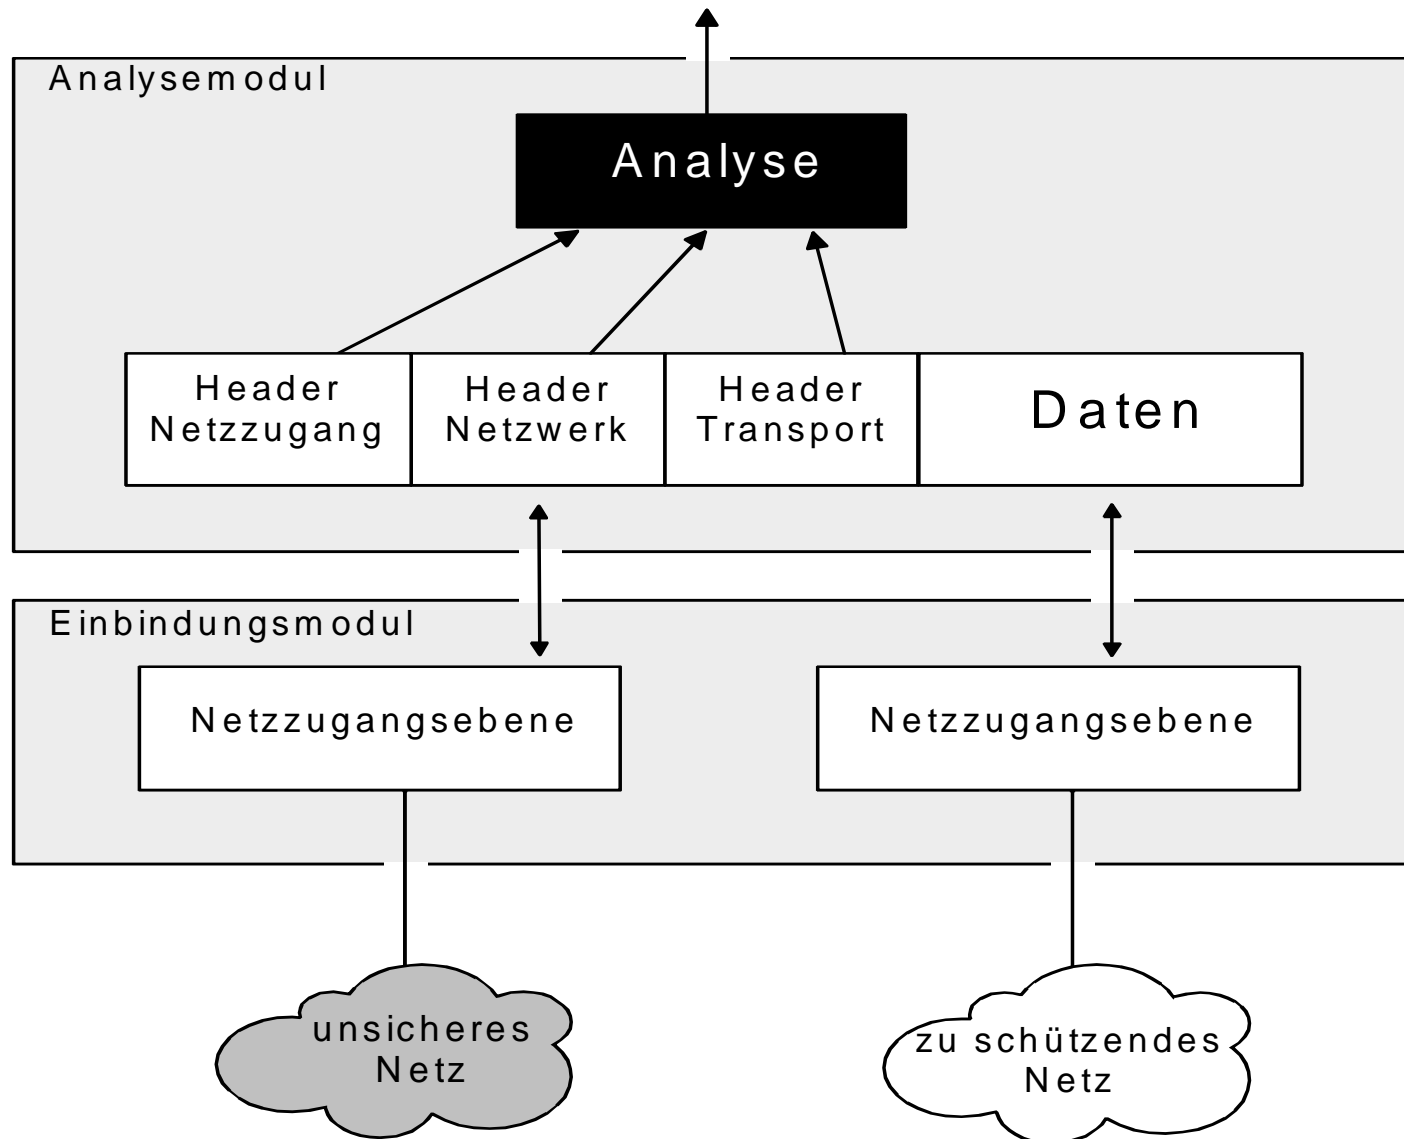 Analysemodul
Analyse
Header
Netzzugang
Header
Netzwerk
Header
Transport
Daten
Einbindungsmodul
Netzzugangsebene
Netzzugangsebene
unsicheres
Netz
zu schützendes
Netz